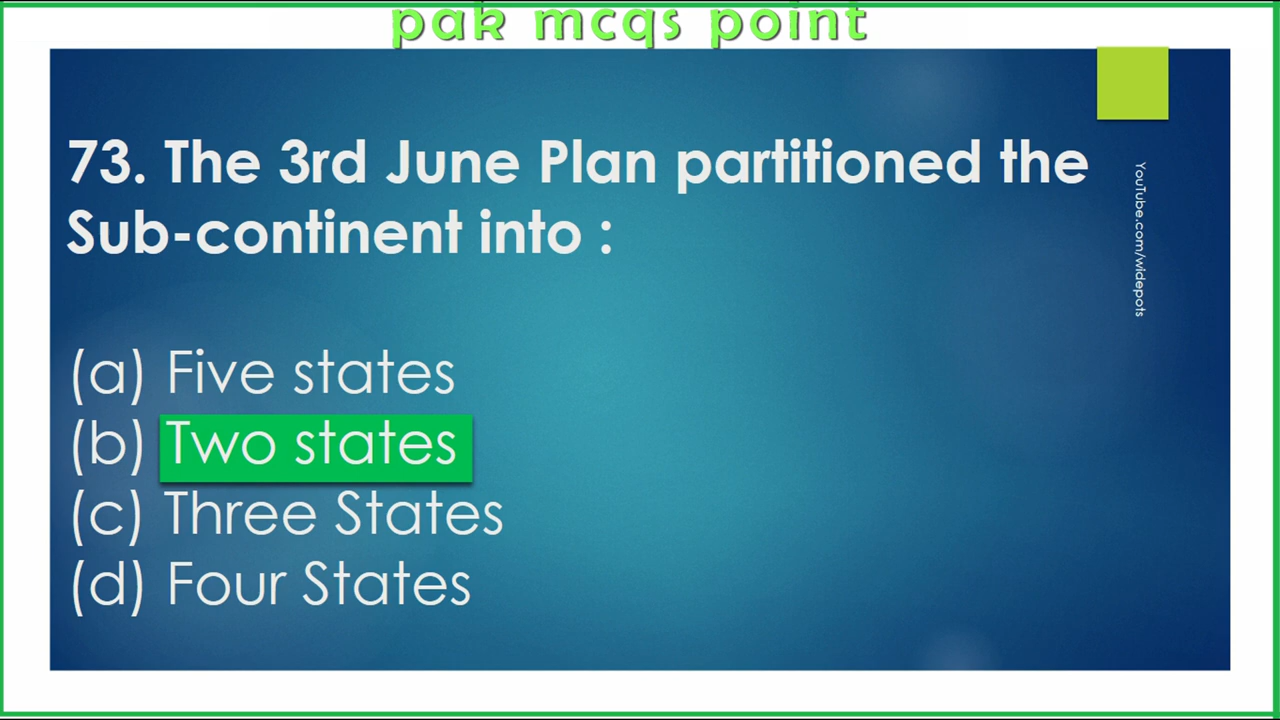 pak mcqs point
73. The 3rd June Plan partitioned the
Sub-continent into :
(a) Five states
(b) Two states
(c) Three States
(d) Four States
YouTube.com/widepots